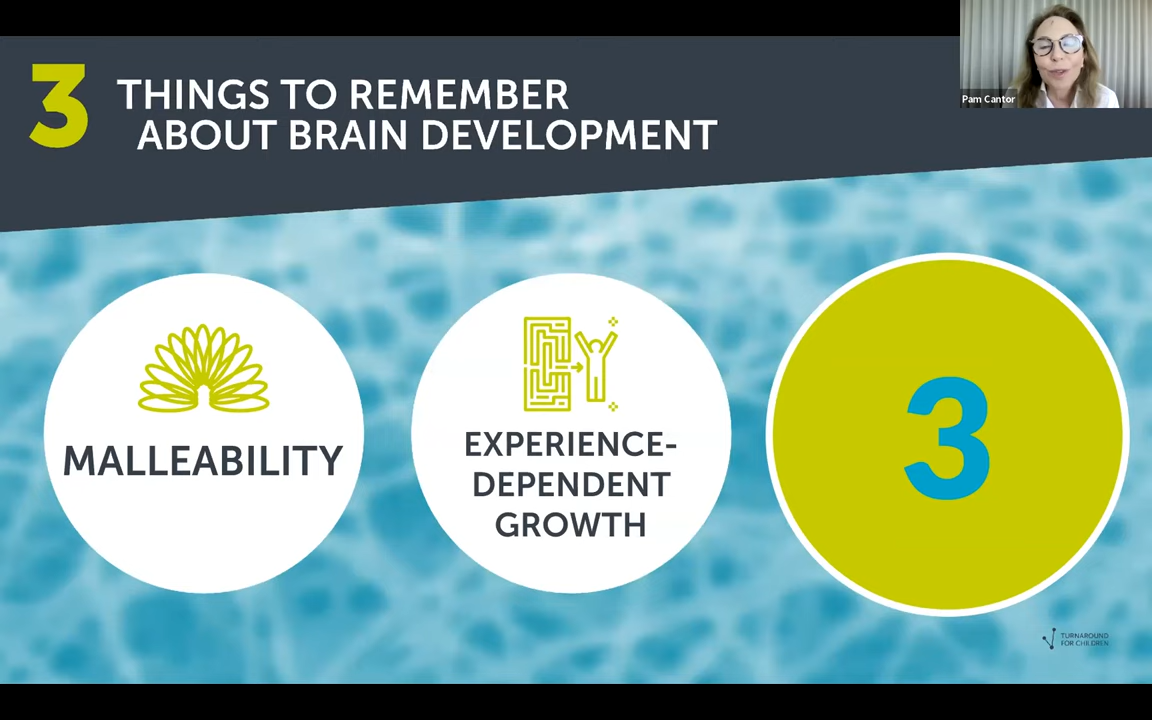 3
THINGS TO REMEMBER
ABOUT BRAIN DEVELOPMENT
Pam Cantor
MALLEABILITY
EXPERIENCE-
DEPENDENT
GROWTH
3
TURNAROUND
FOR CHILDREN